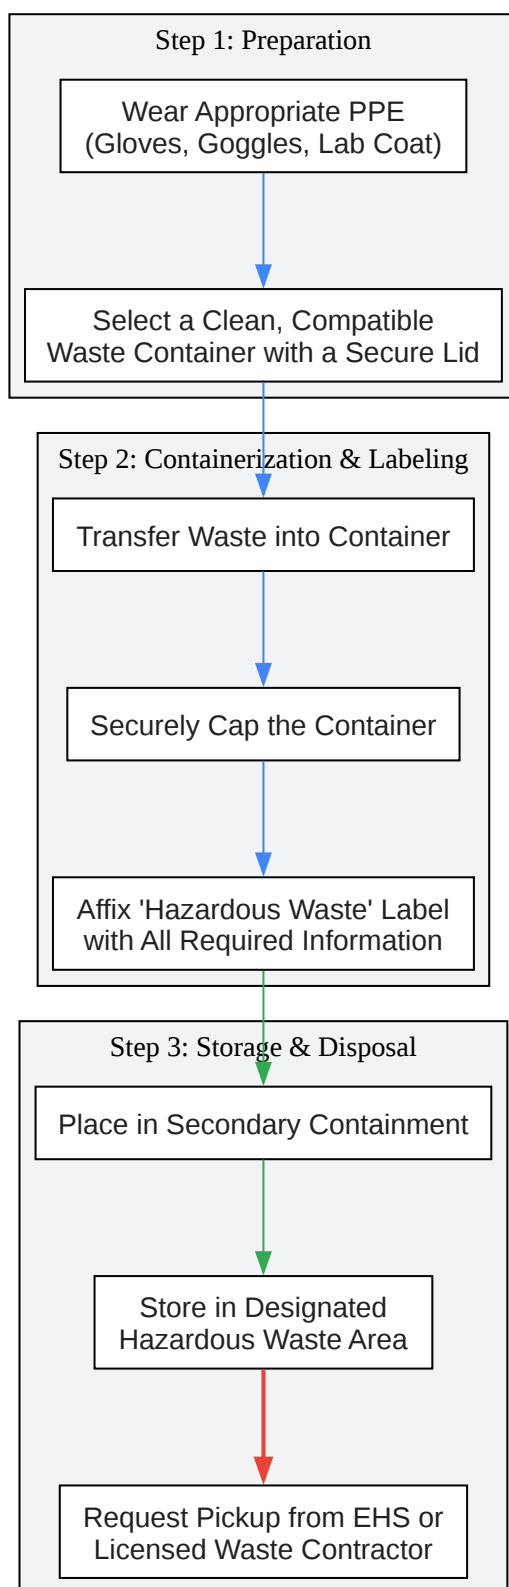 Step 1: Preparation
Wear Appropriate PPE
(Gloves, Goggles, Lab Coat)
Select a Clean, Compatible
Waste Container with a Secure Lid
Step 2: Containerization & Labeling
Transfer Waste into Container
Securely Cap the Container
Affix 'Hazardous Waste' Label
with All Required Information
Step 3: Storage & Disposal
Place in Secondary Containment
Store in Designated
Hazardous Waste Area
Request Pickup from EHS or
Licensed Waste Contractor